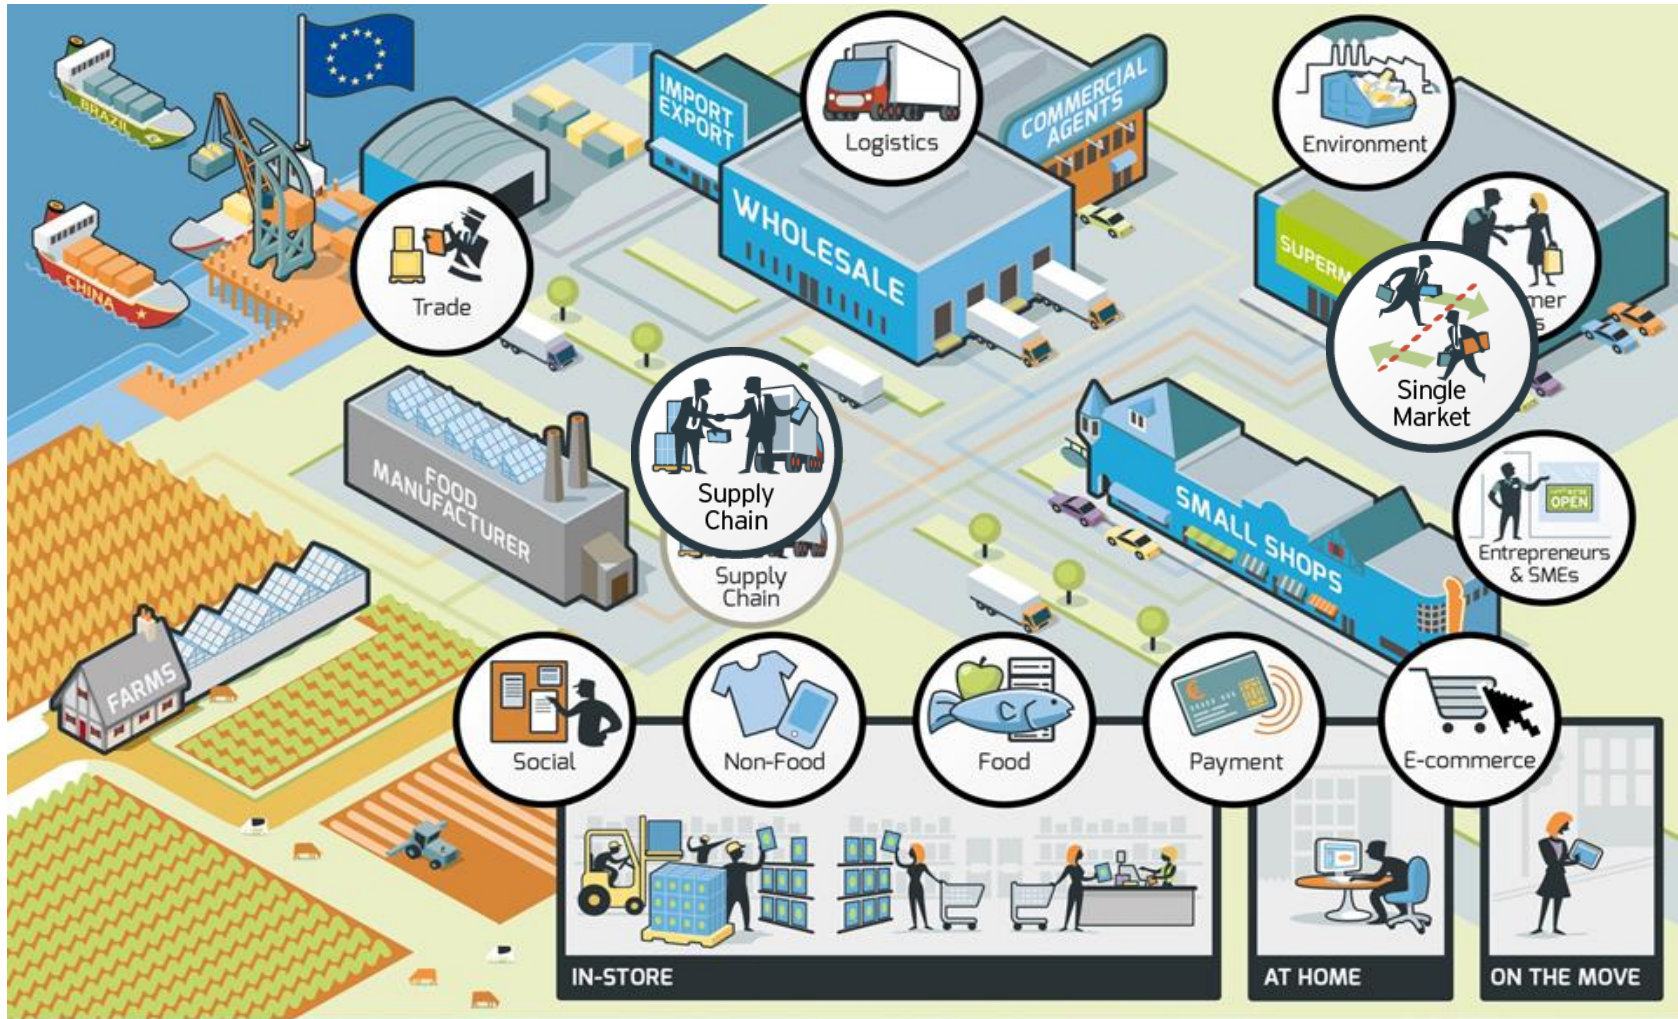 BRAZIL
CHINA
IMPORT
EXPORT
Logistics
COMMERCIAL
AGENTS
Environment
WHOLESALE
Trade
SUPERM
mer
s
Single
Market
FOOD
MANUFACTURER
Supply
Chain
Supply
Chain
SMALL SHOPS
OPEN
Entrepreneurs
& SMEs
FARMS
Social
Non-Food
Food
Payment
E-commerce
IN-STORE
AT HOME
ON THE MOVE